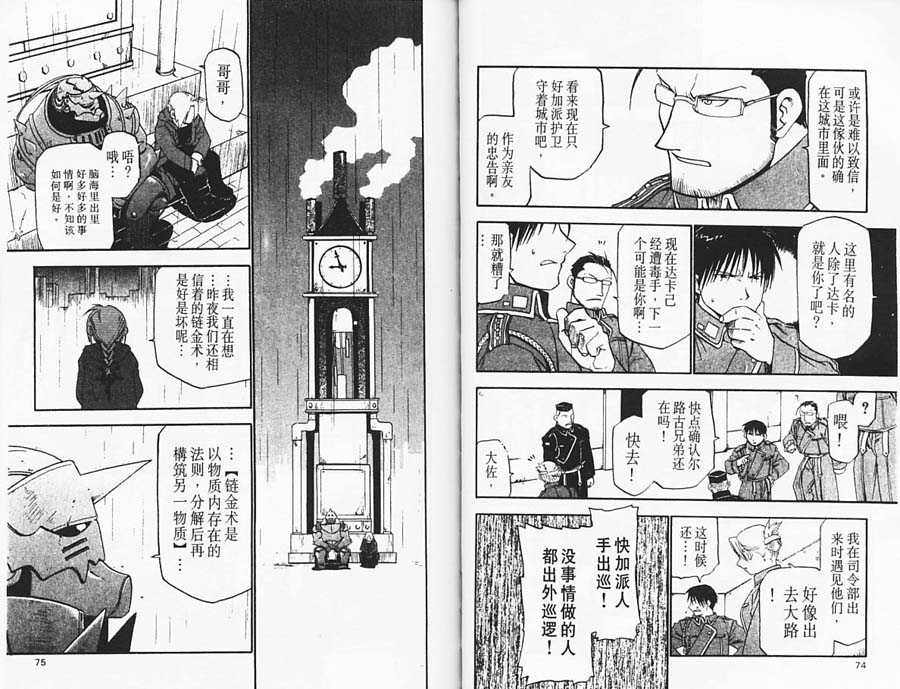 或许是难以致信，
可是这傢伙的确
在这城市里面。
看来现在只
好加派护卫
守着城市吧，
作为亲友
的忠告啊。
这里有名的
人除了达卡，
就是你了吧？
现在达卡己
经遭毒手，下一
个可能是你啊…
那就糟了
…
？
喂！
快点确认尔
路古兄弟还
在吗！
快去！
大佐，
我在司令部出
来时遇见他们，
好像出
去大路
！
这时候
还…！
快加派人
手出巡！
没事情做的人
都出外巡逻！
74
哥哥，
唔？
哦…
脑海里出里
好多好多的事
情啊，不知该
如何是好。
…我一直在想
…昨夜我们还相
信着的链金术，
是好是坏呢…
…【链金术是
以物质内存在的
法则，分解后再
构筑另一物质】
75